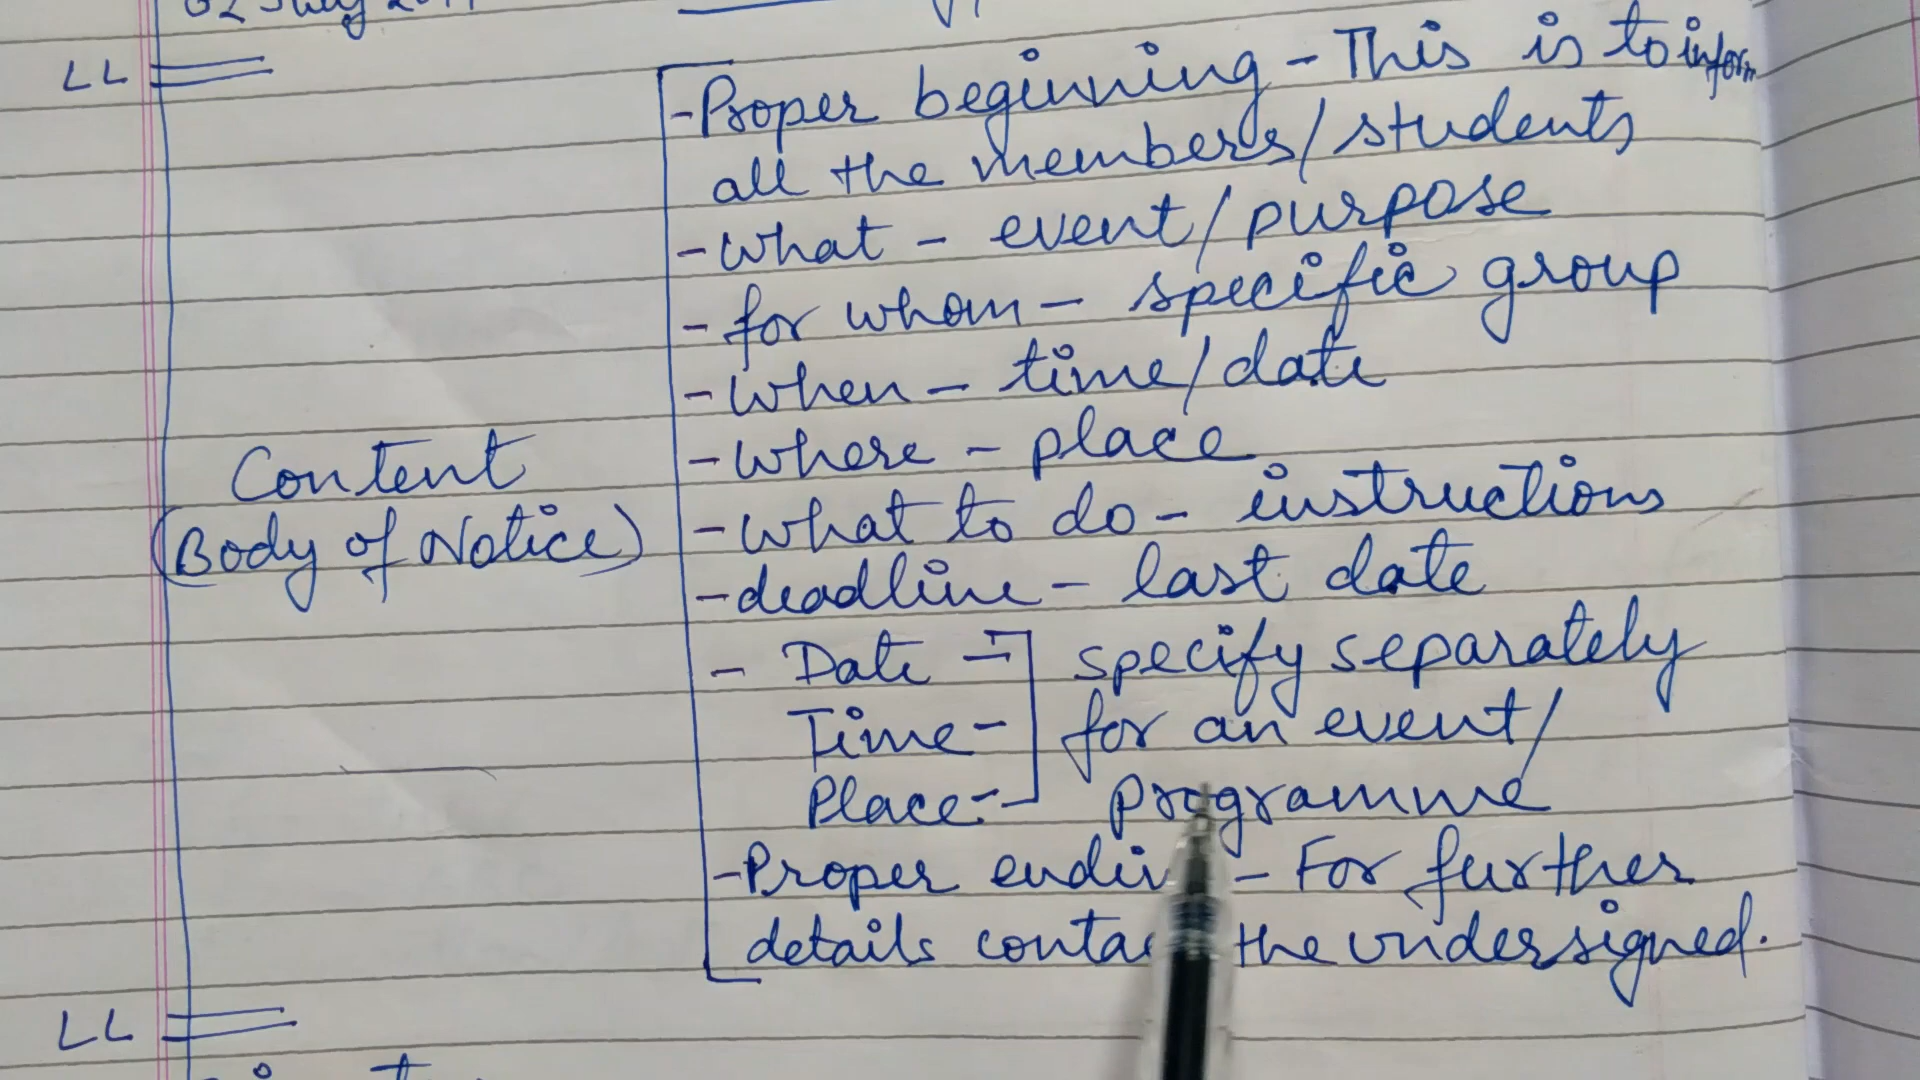 02 July
LL
- Proper beginning - This is to inform
all the members/students
- What - event/purpose
- for whom - specific group
- When - time/date
- Where - place
Content
(Body of Notice)
- What to do - instructions
- deadline - last date
- Date - specify separately
Time - for an event/
Place - programme
- Proper - For further
details the undersigned.
LL